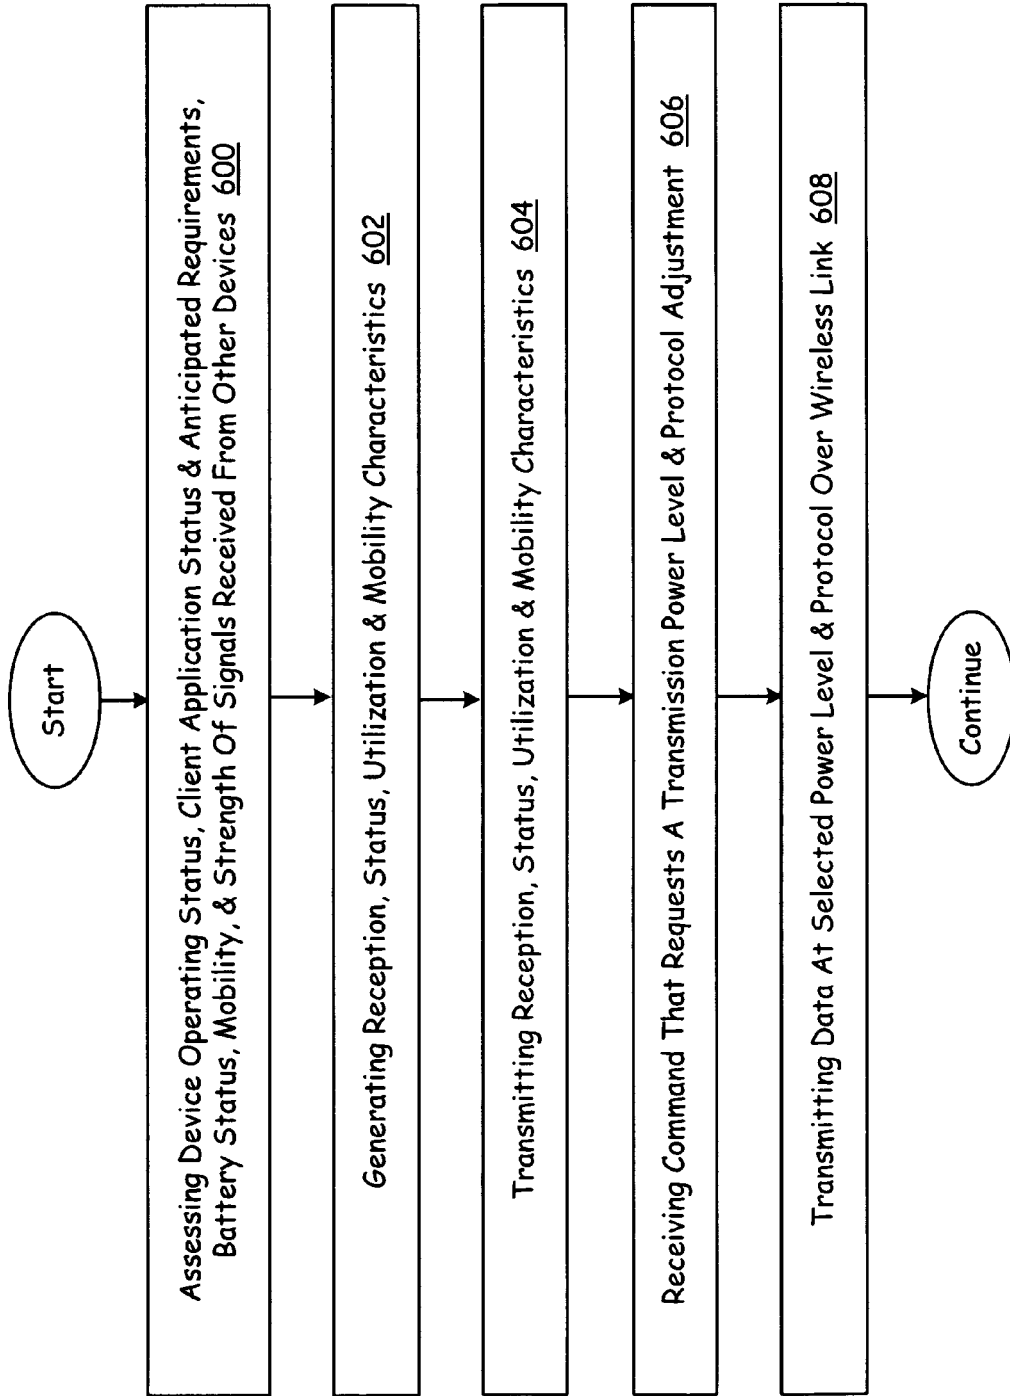 Start
Assessing Device Operating Status, Client Application Status & Anticipated Requirements,
Battery Status, Mobility, & Strength Of Signals Received From Other Devices 600
Generating Reception, Status, Utilization & Mobility Characteristics 602
Transmitting Reception, Status, Utilization & Mobility Characteristics 604
Receiving Command That Requests A Transmission Power Level & Protocol Adjustment 606
Transmitting Data At Selected Power Level & Protocol Over Wireless Link 608
Continue